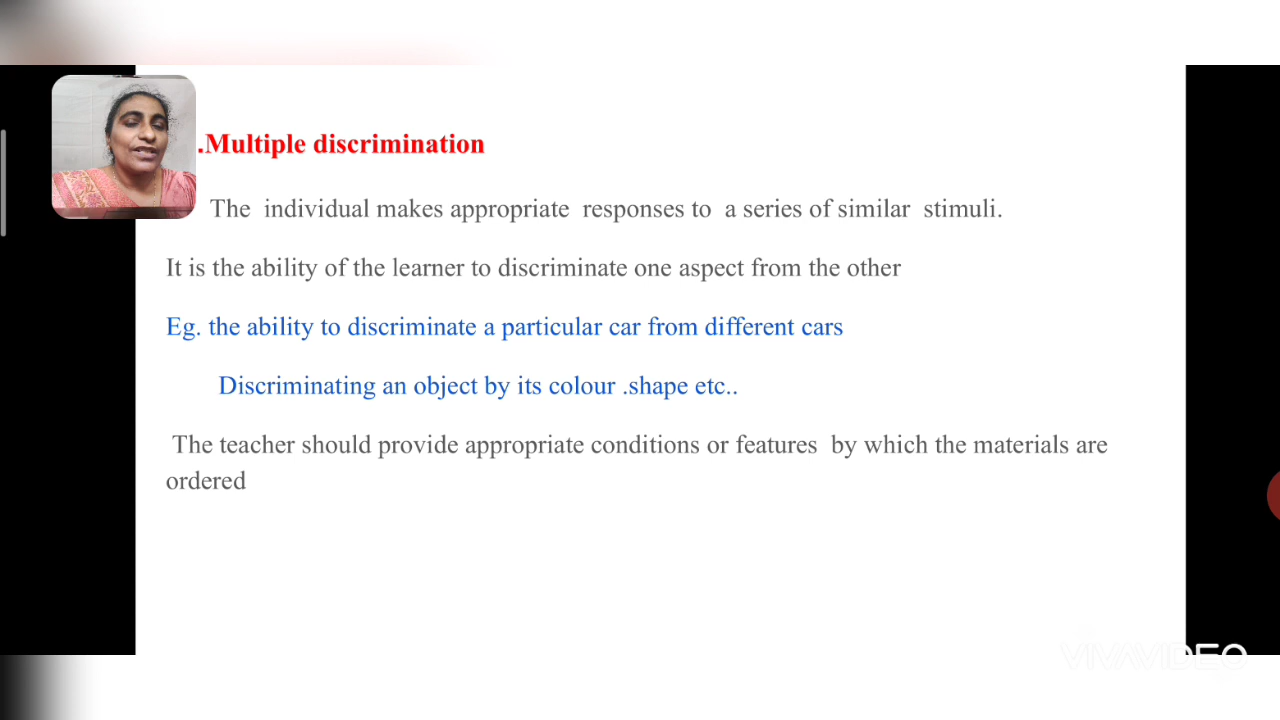 .Multiple discrimination
The individual makes appropriate responses to a series of similar stimuli.
It is the ability of the learner to discriminate one aspect from the other
Eg. the ability to discriminate a particular car from different cars
Discriminating an object by its colour .shape etc..
The teacher should provide appropriate conditions or features by which the materials are
ordered
VIVAVIDEO